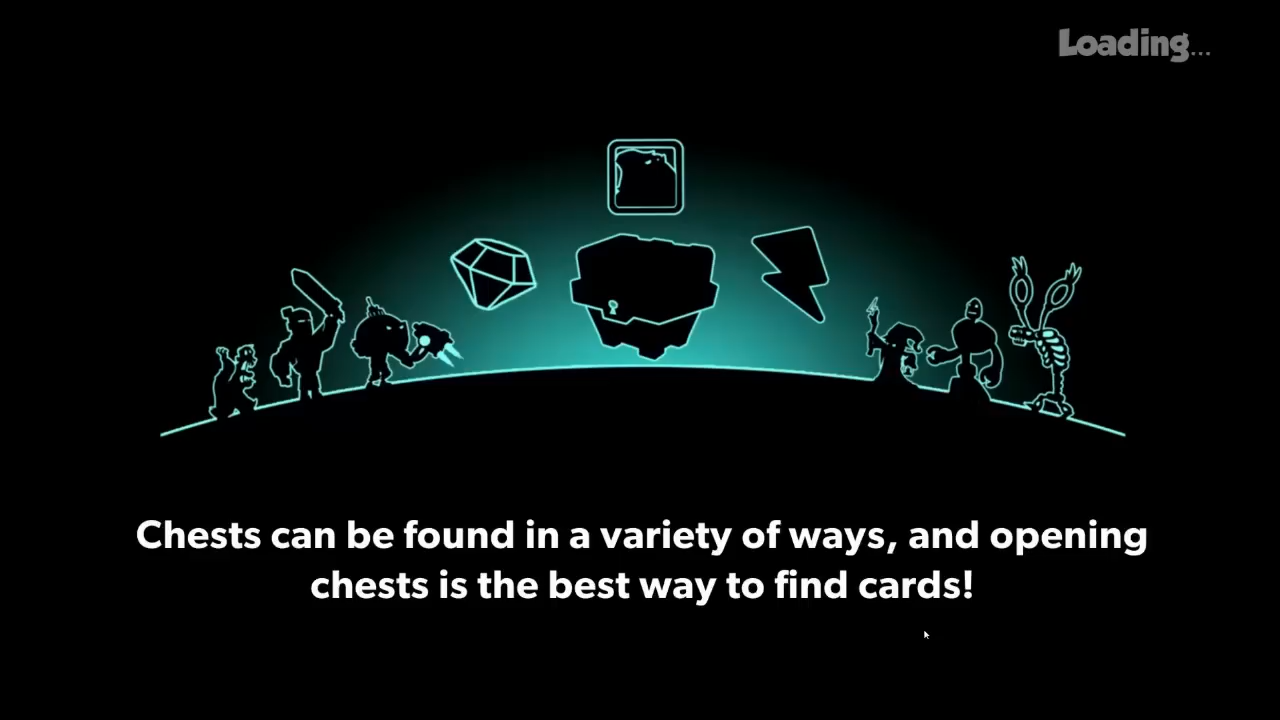 Loading...
Chests can be found in a variety of ways, and opening
chests is the best way to find cards!